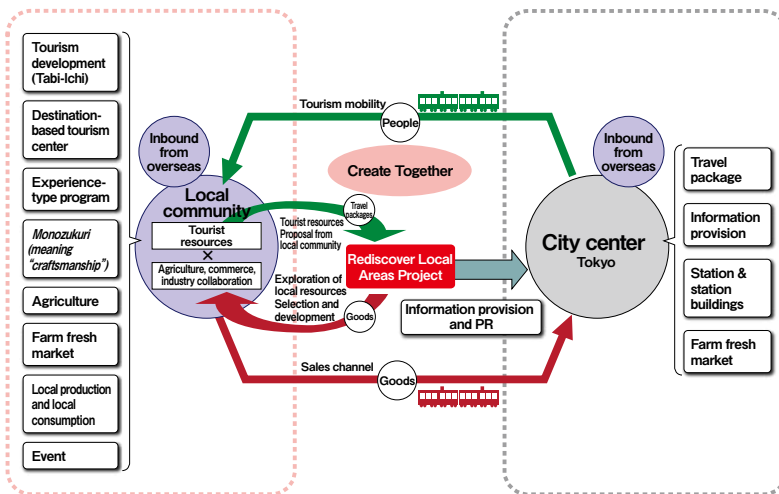 Tourism
development
(Tabi-Ichi)
Destination-
based tourism
center
Experience-
type program
Monozukuri
(meaning
“craftsmanship”)
Agriculture
Farm fresh
market
Local production
and local
consumption
Event
Inbound
from
overseas
Local
community
Tourist
resources
×
Agriculture, commerce,
industry collaboration
Tourism mobility
People
Create Together
Travel
packages
Tourist resources
Proposal from
local community
Rediscover Local
Areas Project
Exploration of
local resources
Selection and
development
Goods
Information provision
and PR
Sales channel
Goods
Inbound
from
overseas
City center
Tokyo
Travel
package
Information
provision
Station &
station
buildings
Farm fresh
market